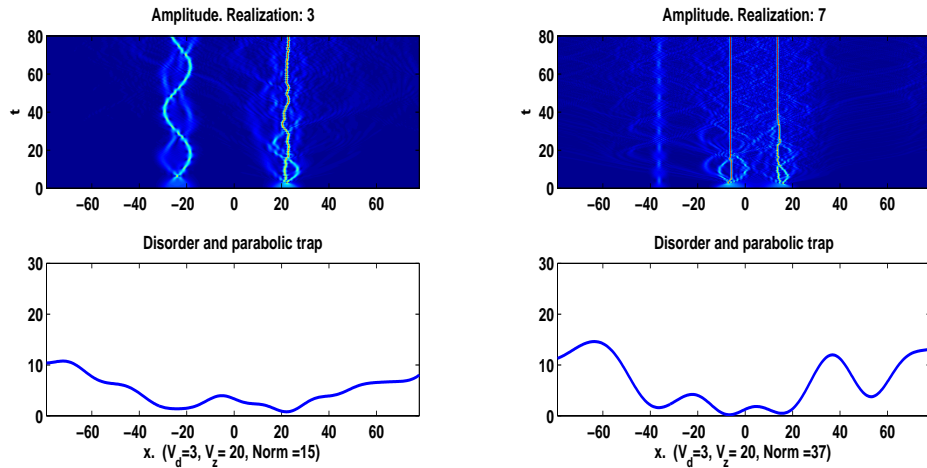 Amplitude. Realization: 3
80
60
40
20
0
t
−60 −40 −20 0 20 40 60
Disorder and parabolic trap
30
20
10
0
−60 −40 −20 0 20 40 60
x. (V_d=3, V_z= 20, Norm =15)
Amplitude. Realization: 7
80
60
40
20
0
t
−60 −40 −20 0 20 40 60
Disorder and parabolic trap
30
20
10
0
−60 −40 −20 0 20 40 60
x. (V_d=3, V_z= 20, Norm =37)